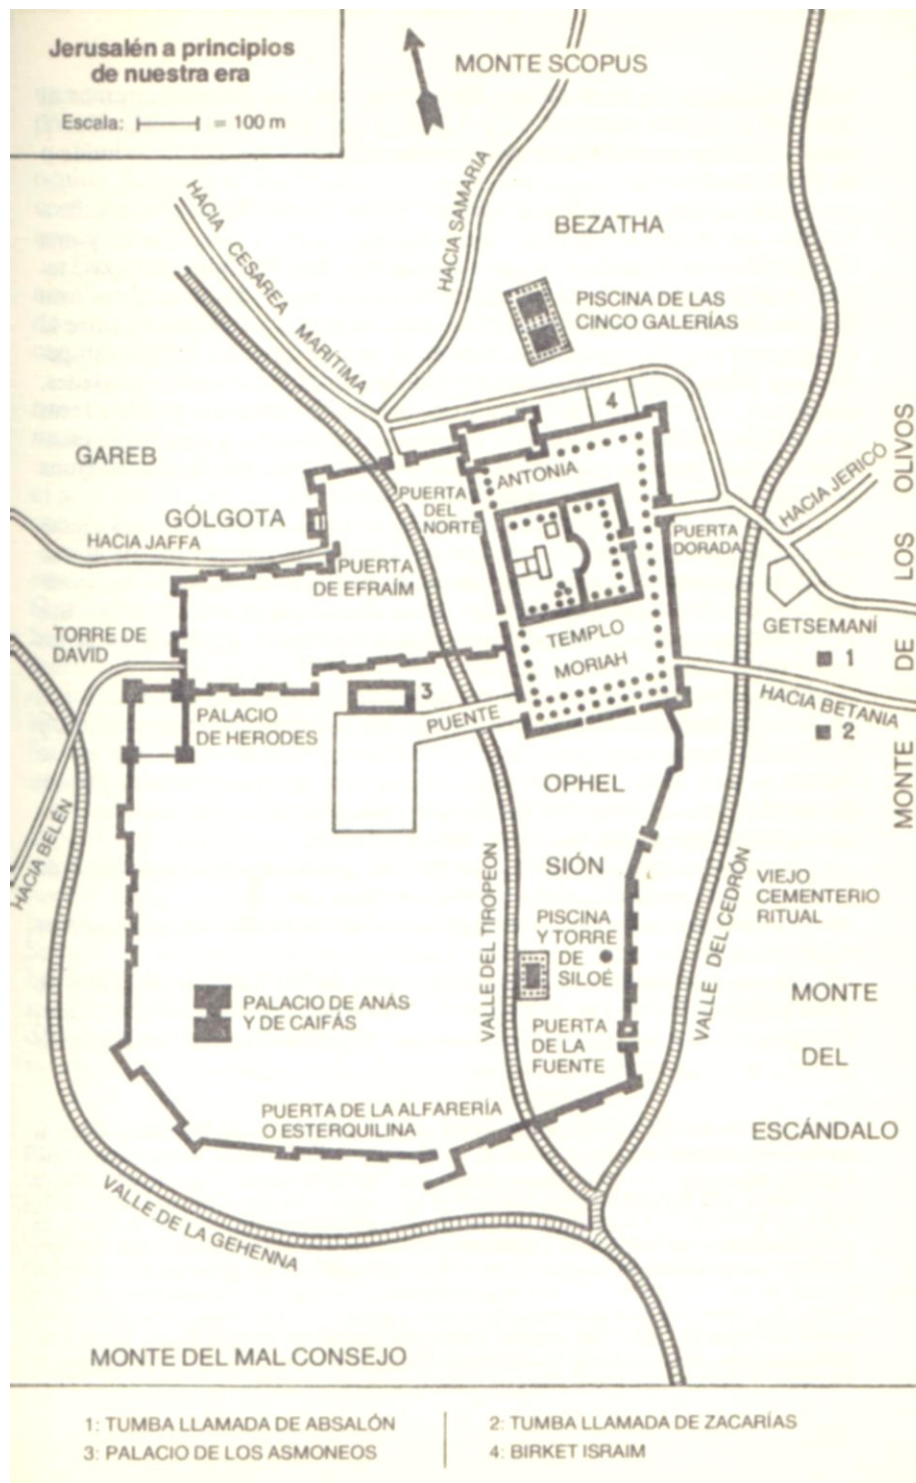 Jerusalén a principios
de nuestra era
Escala: = 100 m
MONTE SCOPUS
HACIA CESAREA MARÍTIMA
HACIA SAMARIA
BEZATHA
PISCINA DE LAS
CINCO GALERÍAS
4
GAREB
ANTONIA
MONTE DE LOS OLIVOS
HACIA JERICÓ
GÓLGOTA
PUERTA
DEL
NORTE
HACIA JAFFA
PUERTA
DORADA
PUERTA
DE EFRAÍM
TORRE DE
DAVID
TEMPLO
MORIAH
GETSEMANÍ
1
HACIA BETANIA
2
3
PALACIO
DE HERODES
PUENTE
OPHEL
HACIA BELÉN
SIÓN
VALLE DEL TIROPEON
VALLE DEL CEDRÓN
VIEJO
CEMENTERIO
RITUAL
PISCINA
Y TORRE
DE
SILOÉ
PALACIO DE ANÁS
Y DE CAIFÁS
MONTE
DEL
ESCÁNDALO
PUERTA
DE LA
FUENTE
PUERTA DE LA ALFARERÍA
O ESTERQUILINA
VALLE DE LA GEHENNA
MONTE DEL MAL CONSEJO
1: TUMBA LLAMADA DE ABSALÓN
2: TUMBA LLAMADA DE ZACARÍAS
3: PALACIO DE LOS ASMONEOS
4: BIRKET ISRAIM